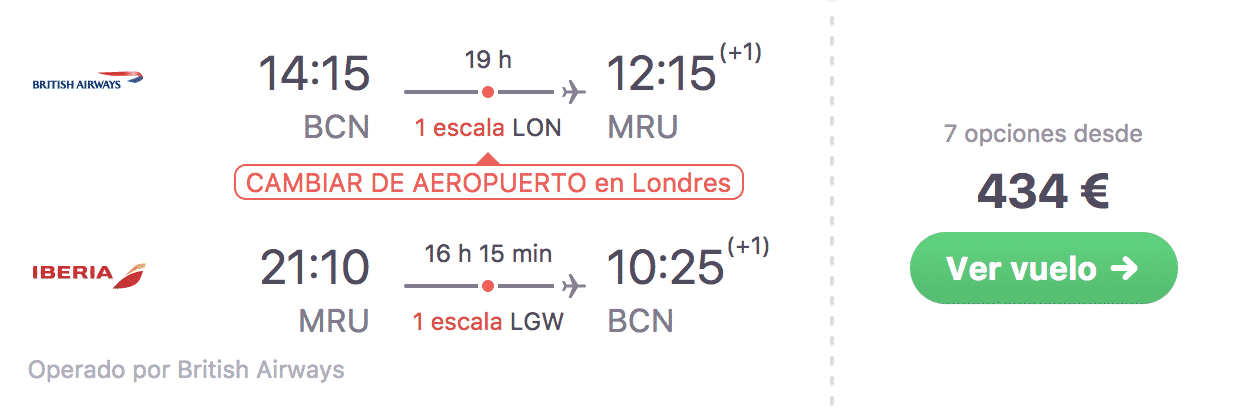 BRITISH AIRWAYS
14:15
19 h
12:15 (+1)
BCN
1 escala LON
MRU
CAMBIAR DE AEROPUERTO en Londres
IBERIA
21:10
16 h 15 min
10:25 (+1)
MRU
1 escala LGW
BCN
Operado por British Airways
7 opciones desde
434 €
Ver vuelo →